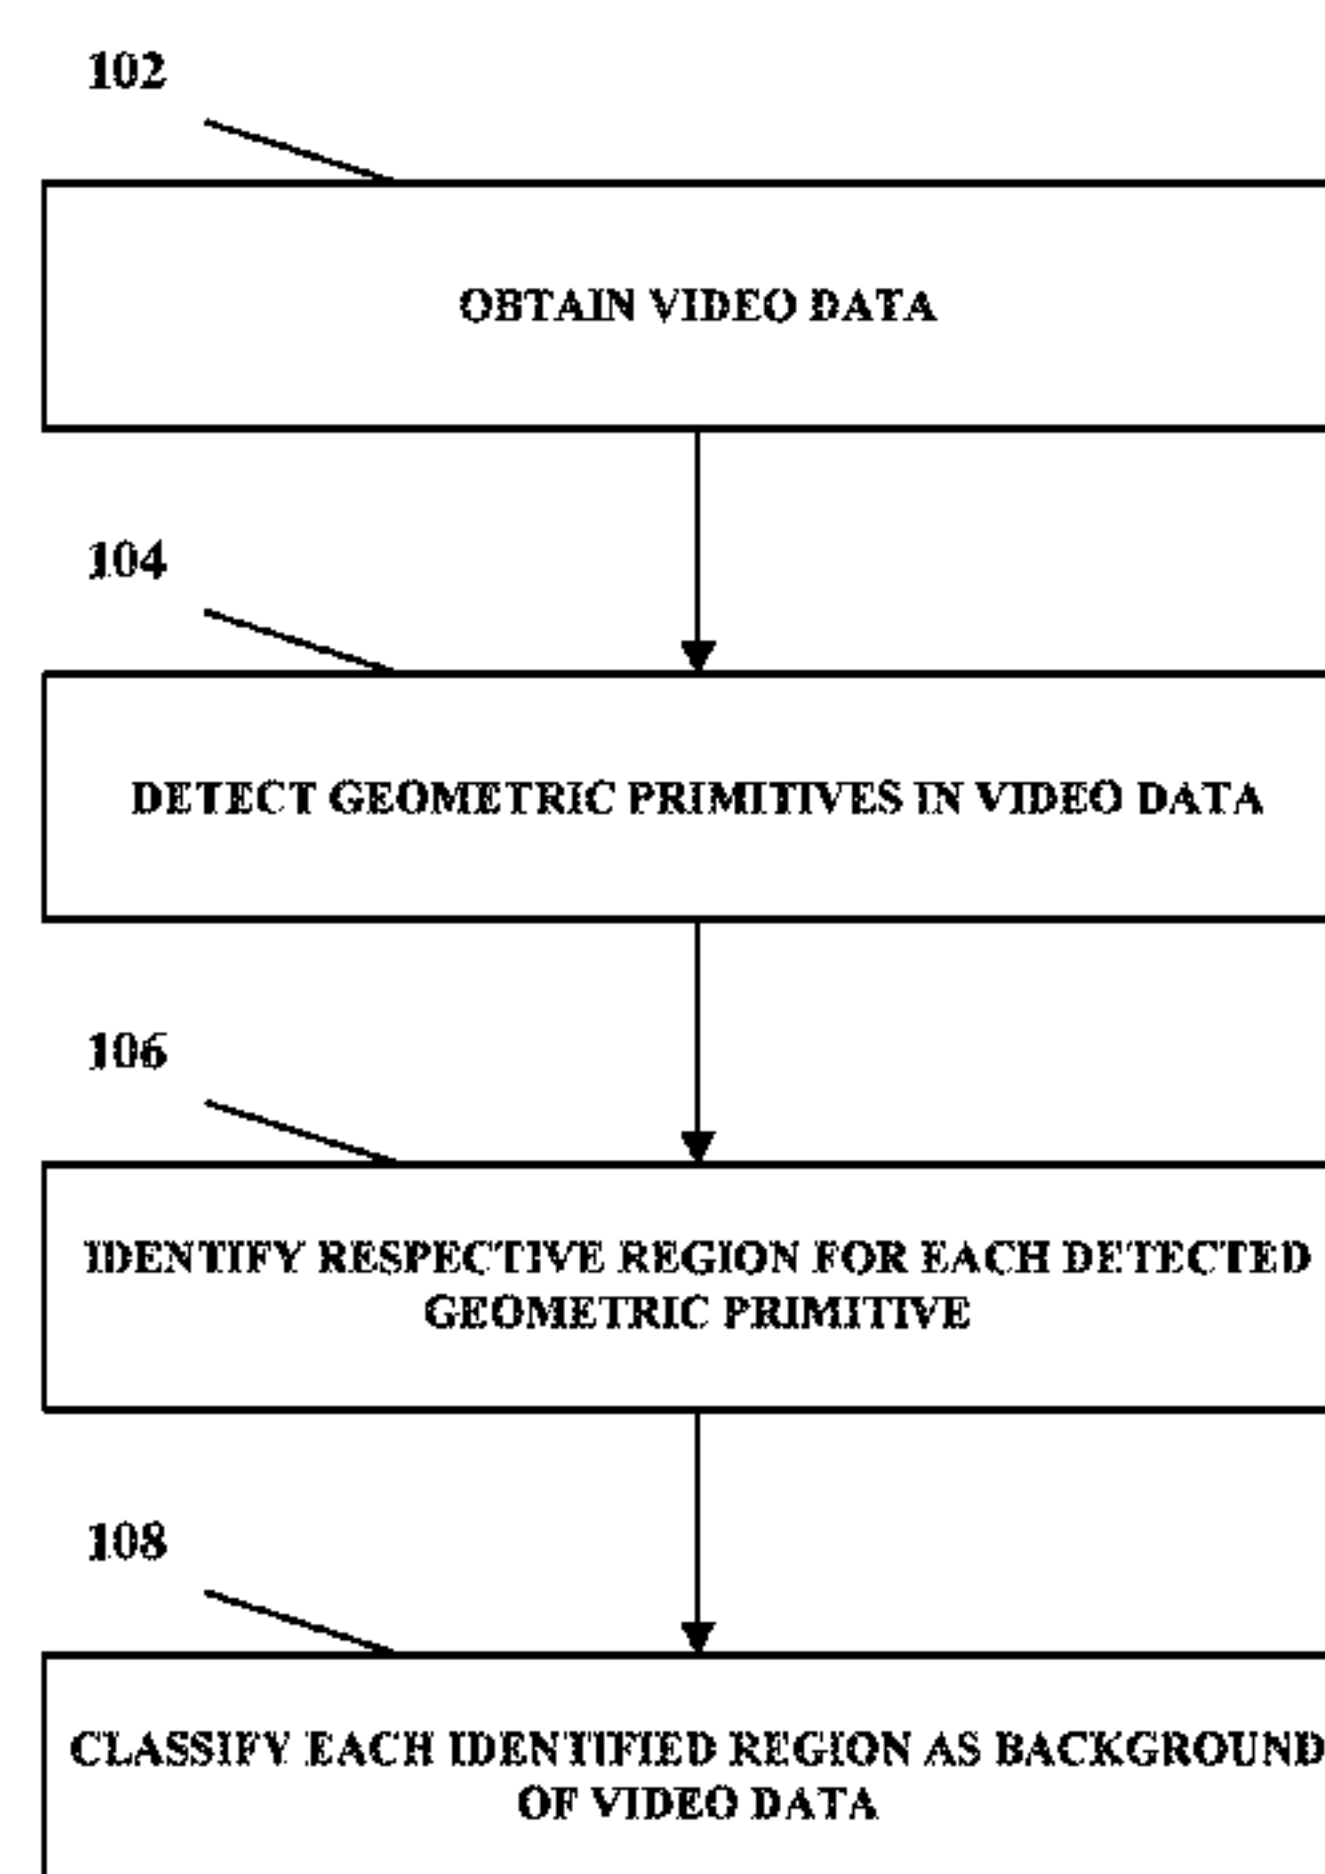 102
OBTAIN VIDEO DATA
104
DETECT GEOMETRIC PRIMITIVES IN VIDEO DATA
106
IDENTIFY RESPECTIVE REGION FOR EACH DETECTED
GEOMETRIC PRIMITIVE
108
CLASSIFY EACH IDENTIFIED REGION AS BACKGROUND
OF VIDEO DATA